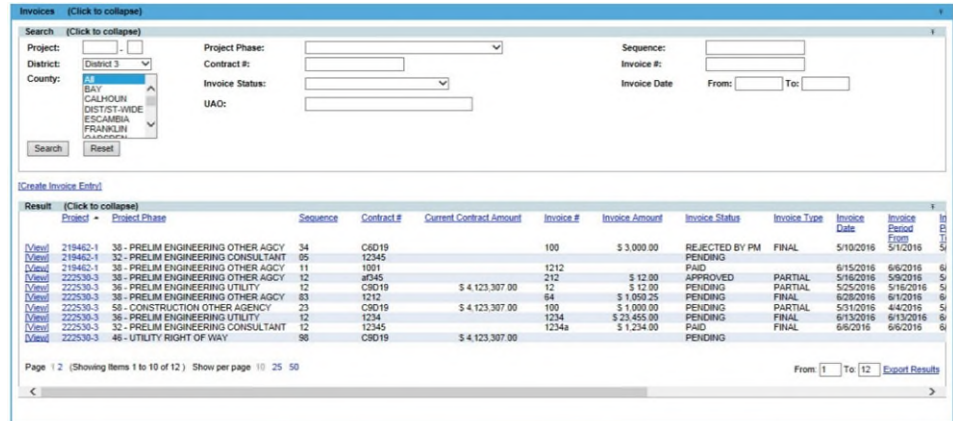 Invoices (Click to collapse)
Search (Click to collapse)
Project: - Project Phase: Sequence:
District: District 3 Contract #: Invoice #:
County: All Invoice Status: Invoice Date From: To:
BAY
CALHOUN
DIST/ST-WIDE UAO:
ESCAMBIA
FRANKLIN
Search Reset
[Create Invoice Entry]
Result (Click to collapse)
Project Project Phase Sequence Contract # Current Contract Amount Invoice # Invoice Amount Invoice Status Invoice Type Invoice Date Invoice Period From
[View] 219462-1 38 - PRELIM ENGINEERING OTHER AGCY 34 C6D19 100 $ 3,000.00 REJECTED BY PM FINAL 5/10/2016 5/1/2016
[View] 219462-1 32 - PRELIM ENGINEERING CONSULTANT 05 12345 PENDING
[View] 219462-1 38 - PRELIM ENGINEERING OTHER AGCY 11 1001 1212 PAID 6/15/2016 6/6/2016
[View] 222530-3 38 - PRELIM ENGINEERING OTHER AGCY 12 af345 212 $ 12.00 APPROVED PARTIAL 5/16/2016 5/9/2016
[View] 222530-3 36 - PRELIM ENGINEERING UTILITY 12 C9D19 $ 4,123,307.00 12 $ 12.00 PENDING PARTIAL 5/25/2016 5/16/2016
[View] 222530-3 38 - PRELIM ENGINEERING OTHER AGCY 83 1212 64 $ 1,050.25 PENDING FINAL 6/28/2016 6/1/2016
[View] 222530-3 58 - CONSTRUCTION OTHER AGENCY 23 C9D19 $ 4,123,307.00 100 $ 1,000.00 PENDING PARTIAL 5/31/2016 4/4/2016
[View] 222530-3 36 - PRELIM ENGINEERING UTILITY 12 1234 1234 $ 23,455.00 PENDING FINAL 6/13/2016 6/13/2016
[View] 222530-3 32 - PRELIM ENGINEERING CONSULTANT 12 12345 1234a $ 1,234.00 PAID FINAL 6/6/2016 6/6/2016
[View] 222530-3 46 - UTILITY RIGHT OF WAY 98 C9D19 $ 4,123,307.00 PENDING
Page 1 2 (Showing Items 1 to 10 of 12 ) Show per page 10 25 50 From: 1 To: 12 Export Results